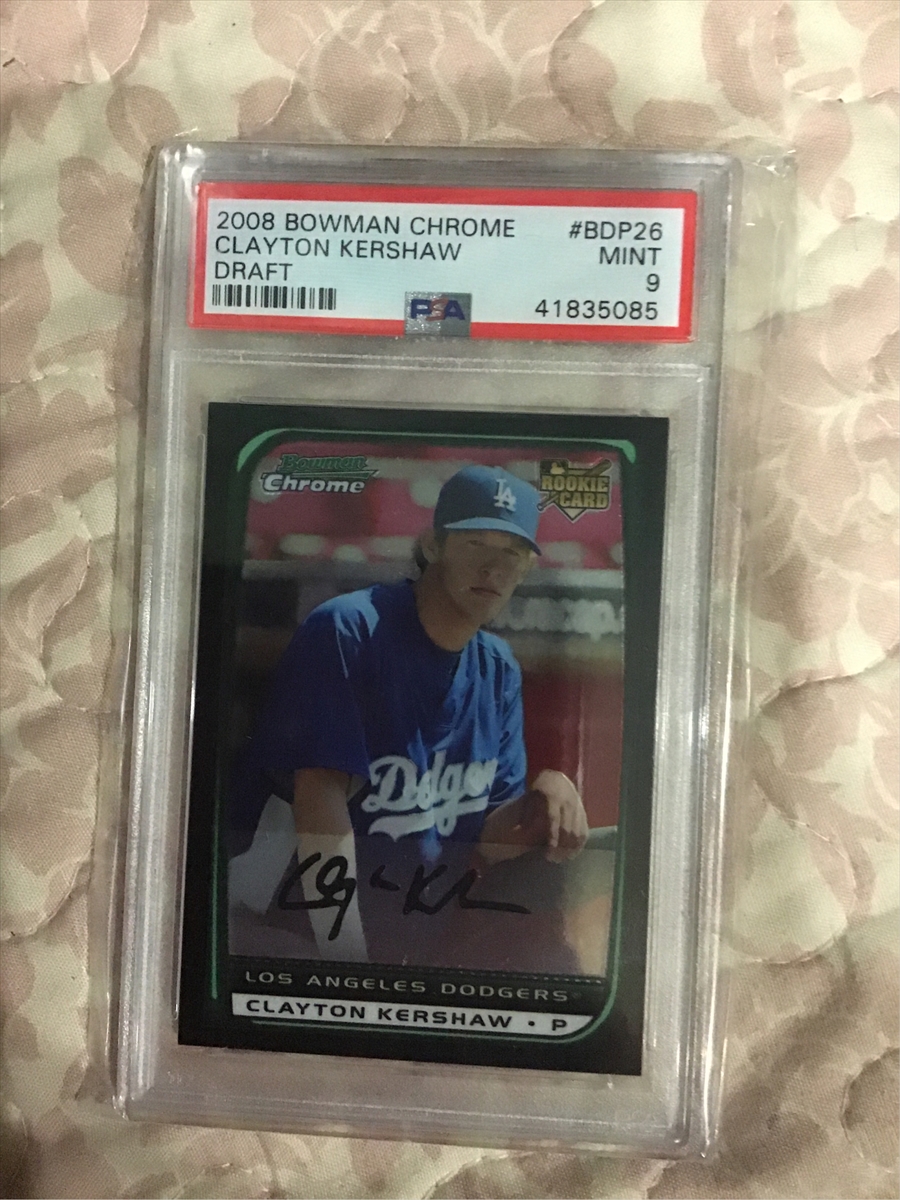 2008 BOWMAN CHROME #BDP26
CLAYTON KERSHAW MINT
DRAFT 9
PSA 41835085
Bowman
Chrome
ROOKIE
CARD
LA
Dodgers
LOS ANGELES DODGERS
CLAYTON KERSHAW • P